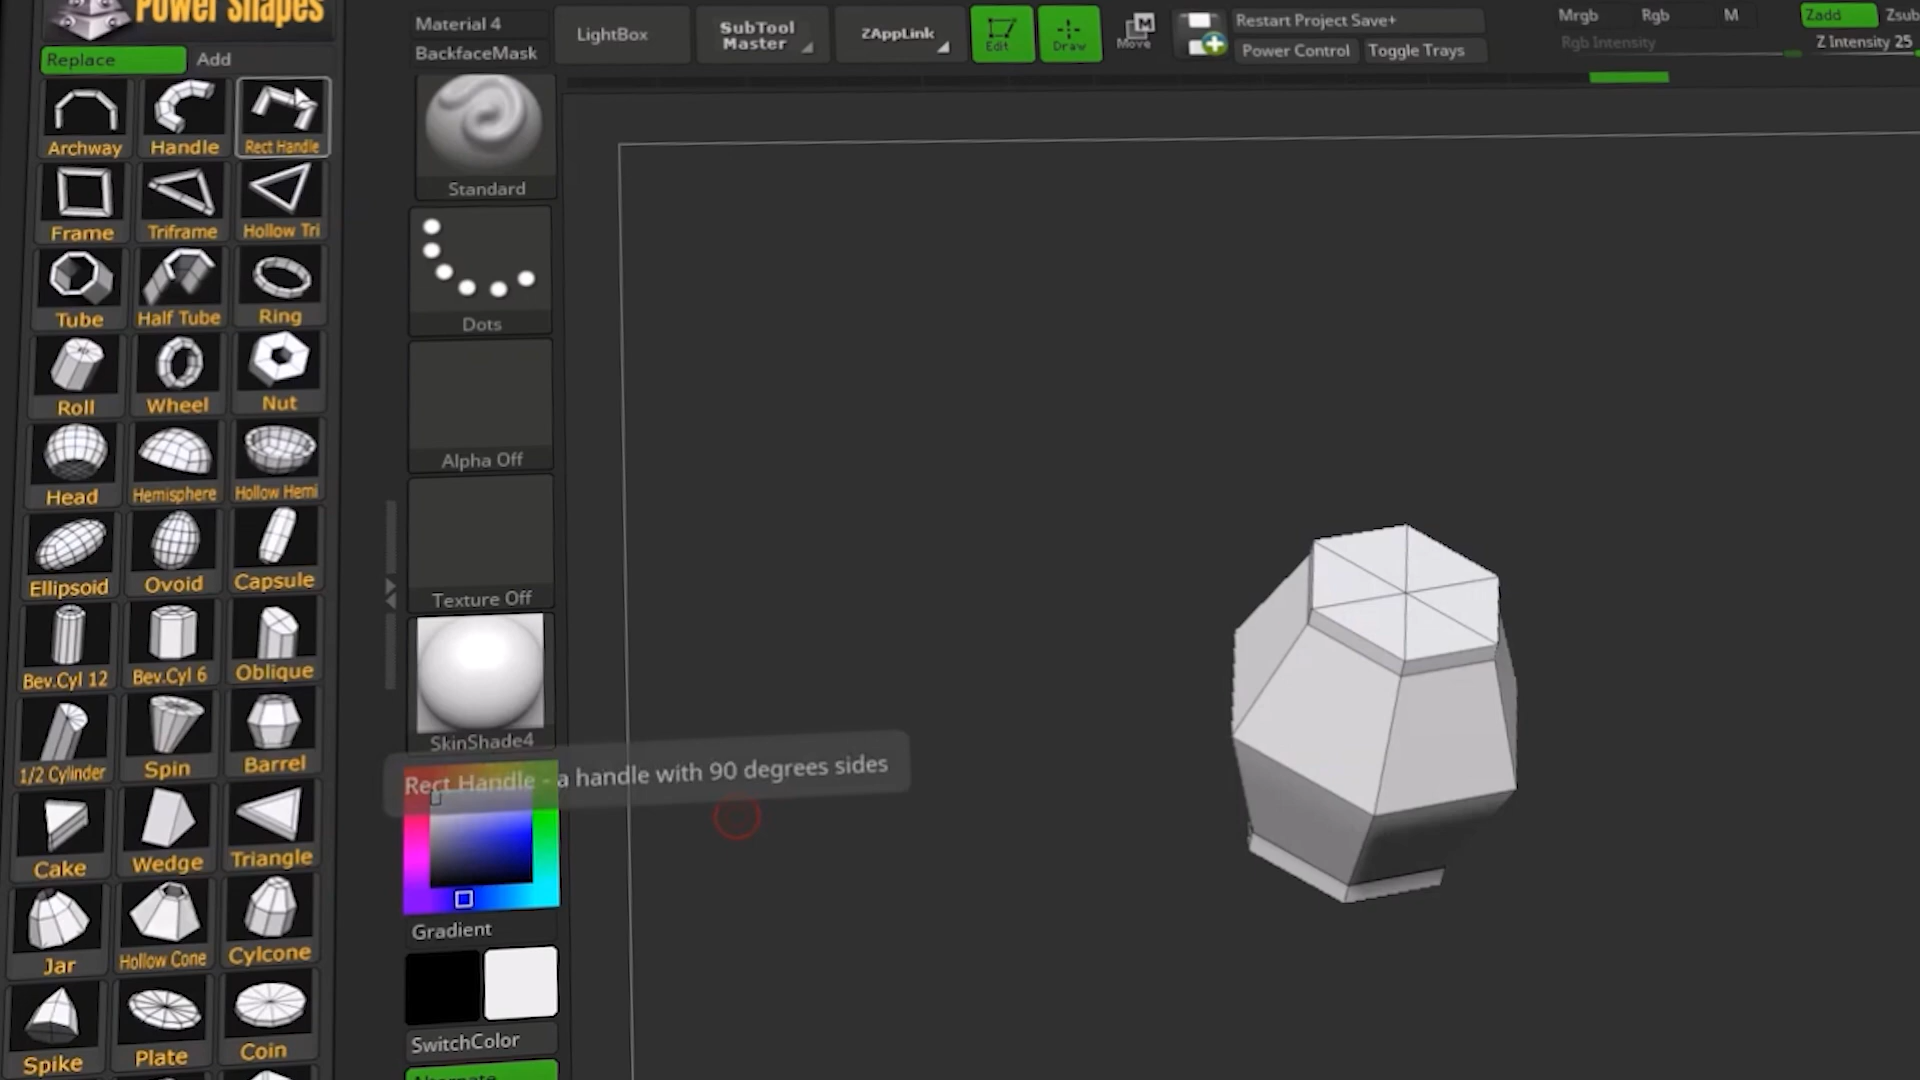 Power Shapes
Replace
Add
Archway
Handle
Rect Handle
Frame
Triframe
Hollow Tri
Tube
Half Tube
Ring
Roll
Wheel
Nut
Head
Hemisphere
Hollow Hemi
Ellipsoid
Ovoid
Capsule
Bev.Cyl 12
Bev.Cyl 6
Oblique
1/2 Cylinder
Spin
Barrel
Cake
Wedge
Triangle
Jar
Hollow Cone
Cylcone
Spike
Plate
Coin
Material 4
BackfaceMask
Standard
Dots
Alpha Off
Texture Off
SkinShade4
Rect Handle - a handle with 90 degrees sides
Gradient
SwitchColor
Alternate
LightBox
SubTool
Master
ZAppLink
Edit
Draw
M
Move
Restart Project Save+
Power Control
Toggle Trays
Mrgb
Rgb
M
Rgb Intensity
Zadd
Zsub
Z Intensity 25